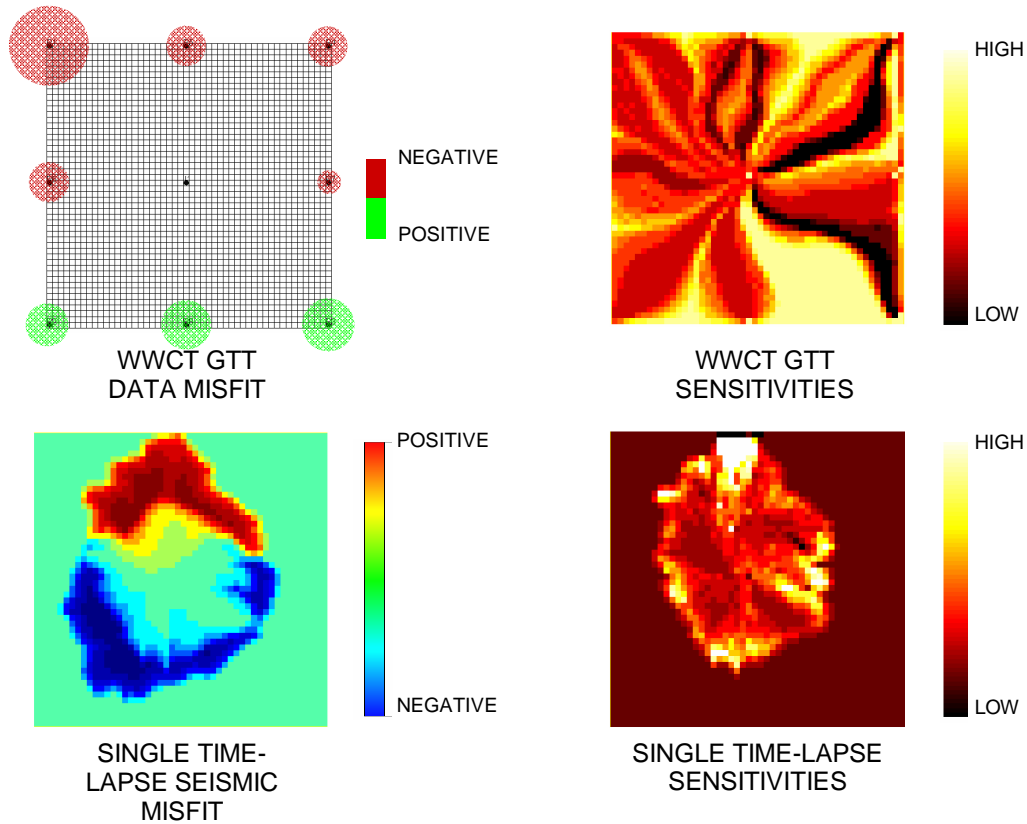 NEGATIVE
POSITIVE
WWCT GTT
DATA MISFIT
HIGH
LOW
WWCT GTT
SENSITIVITIES
POSITIVE
NEGATIVE
SINGLE TIME-
LAPSE SEISMIC
MISFIT
HIGH
LOW
SINGLE TIME-LAPSE
SENSITIVITIES